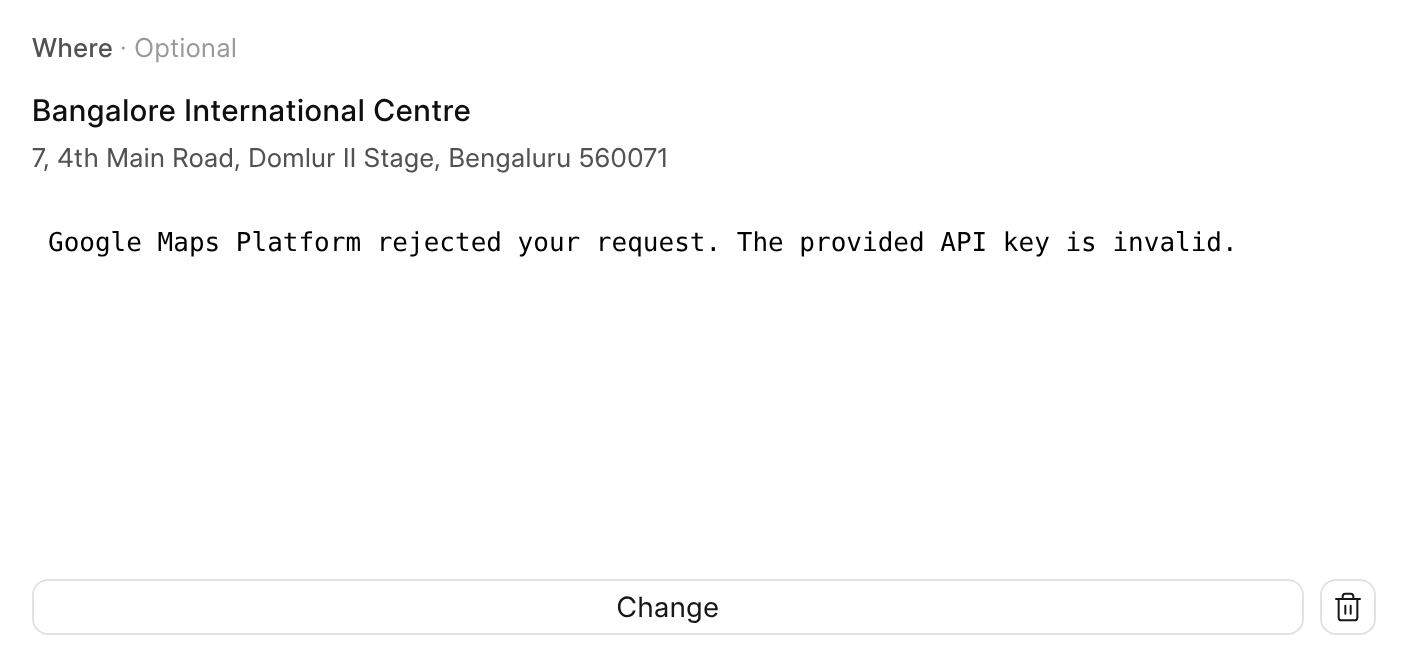 Where · Optional
Bangalore International Centre
7, 4th Main Road, Domlur II Stage, Bengaluru 560071
Google Maps Platform rejected your request. The provided API key is invalid.
Change